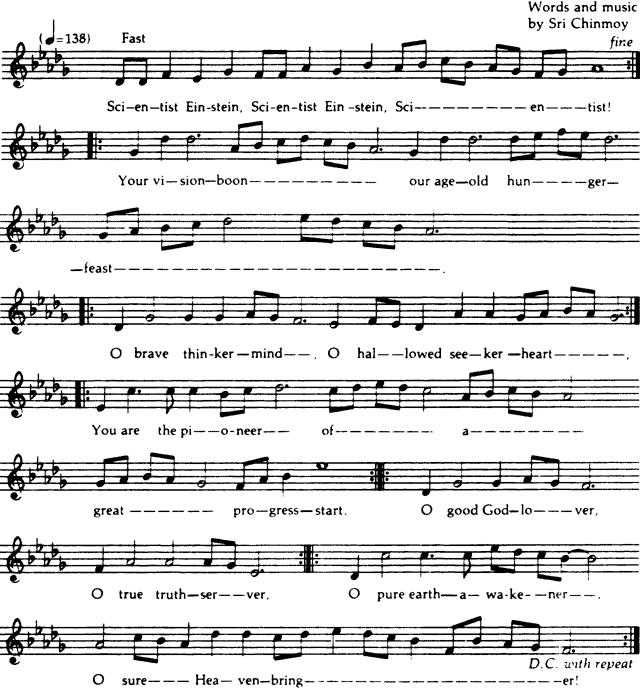 Words and music
by Sri Chinmoy
(♩=138) Fast
fine
Sci-en-tist Ein-stein, Sci-en-tist Ein-stein, Sci- - - - - - - - - - en- - - -tist!
Your vi-sion-boon- - - - - - - - - - - our age-old hun- - - -ger-
-feast- - - - - - - - - - - - - - - - - - - - - - - - - - - -.
O brave thin-ker-mind- - -. O hal- -lowed see-ker-heart- - - - - -,
You are the pi- -o-neer of- - - - - - - - a- - - - - - - - -
great - - - - - - pro-gress-start. O good God-lo- -ver,
O true truth-ser- -ver, O pure earth-a-wa-ke- -ner- - -.
O sure- - - - Hea- -ven-bring- - - - - - - - - - - - - - - - - - - - - -er!
D.C. with repeat